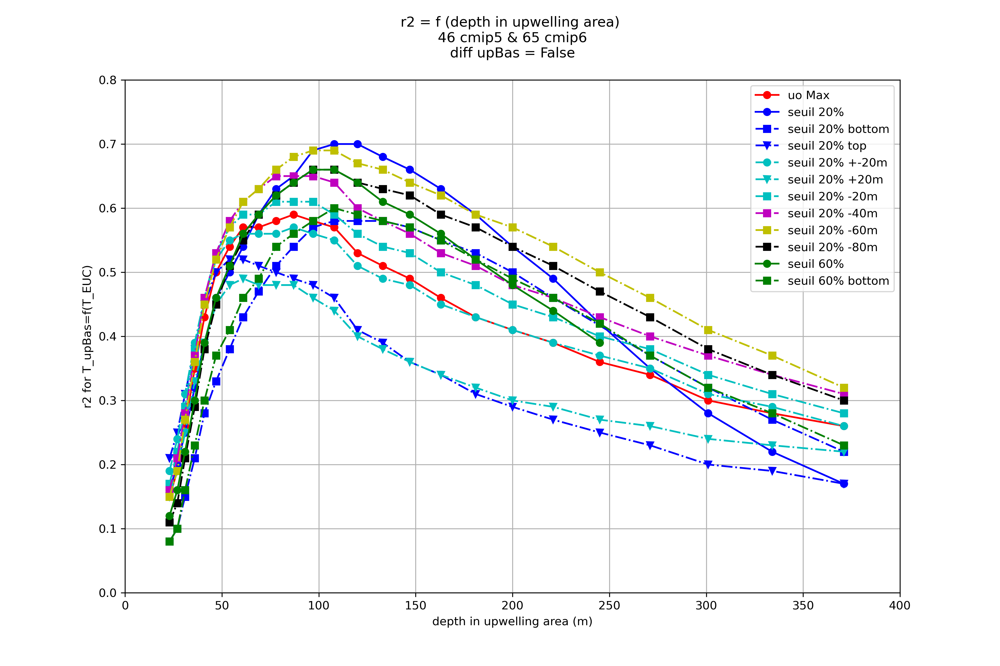 r2 = f (depth in upwelling area)
46 cmip5 & 65 cmip6
diff upBas = False
r2 for T_upBas=f(T_EUC)
0.8
0.7
0.6
0.5
0.4
0.3
0.2
0.1
0.0
0
50
100
150
200
250
300
350
400
depth in upwelling area (m)
uo Max
seuil 20%
seuil 20% bottom
seuil 20% top
seuil 20% +-20m
seuil 20% +20m
seuil 20% -20m
seuil 20% -40m
seuil 20% -60m
seuil 20% -80m
seuil 60%
seuil 60% bottom